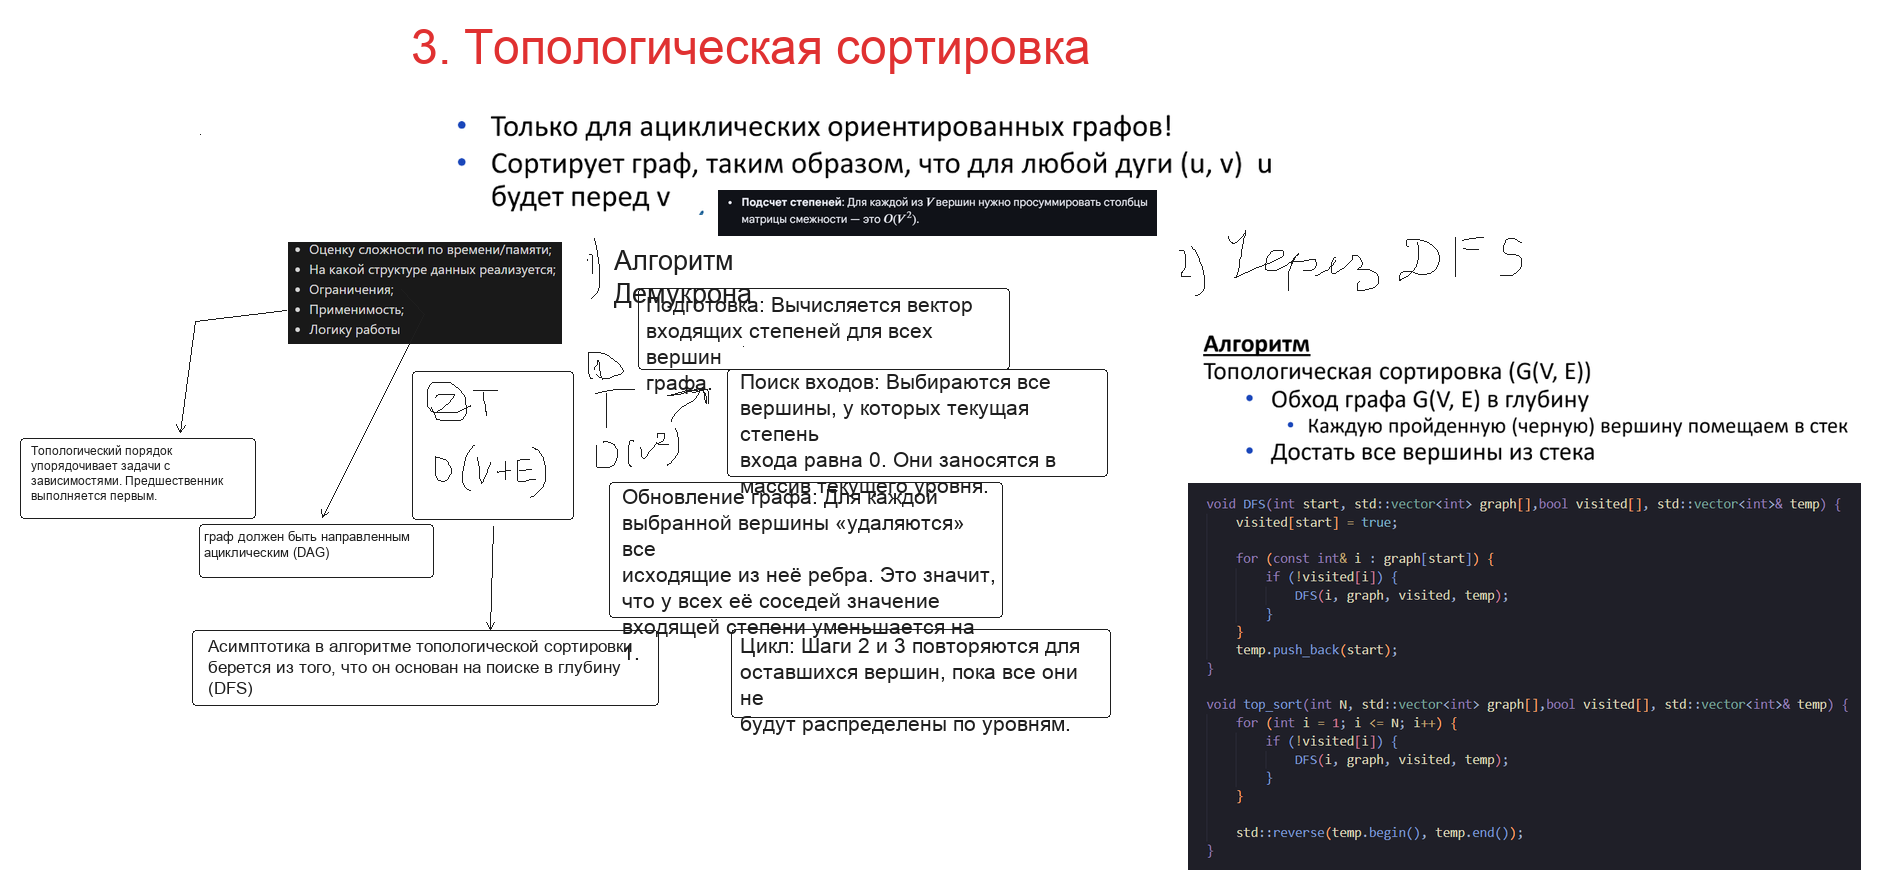 3. Топологическая сортировка
• Только для ациклических ориентированных графов!
• Сортирует граф, таким образом, что для любой дуги (u, v) u
будет перед v
• Подсчет степеней: Для каждой из V вершин нужно просуммировать столбцы
матрицы смежности — это O(V²).
• Оценку сложности по времени/памяти;
• На какой структуре данных реализуется;
• Ограничения;
• Применимость;
• Логику работы
Топологический порядок
упорядочивает задачи с
зависимостями. Предшественник
выполняется первым.
граф должен быть направленным
ациклическим (DAG)
2 T
O(V+E)
Асимптотика в алгоритме топологической сортировки
берется из того, что он основан на поиске в глубину
(DFS)
1)
Алгоритм
Демукрона
1
T
O(V²)
Подготовка: Вычисляется вектор
входящих степеней для всех
вершин
графа.
Поиск входов: Выбираются все
вершины, у которых текущая
степень
входа равна 0. Они заносятся в
массив текущего уровня.
Обновление графа: Для каждой
выбранной вершины «удаляются»
все
исходящие из неё ребра. Это значит,
что у всех её соседей значение
входящей степени уменьшается на
1.
Цикл: Шаги 2 и 3 повторяются для
оставшихся вершин, пока все они
не
будут распределены по уровням.
2) Через DFS
Алгоритм
Топологическая сортировка (G(V, E))
• Обход графа G(V, E) в глубину
• Каждую пройденную (черную) вершину помещаем в стек
• Достать все вершины из стека
void DFS(int start, std::vector<int> graph[],bool visited[], std::vector<int>& temp) {
visited[start] = true;
for (const int& i : graph[start]) {
if (!visited[i]) {
DFS(i, graph, visited, temp);
}
}
temp.push_back(start);
}
void top_sort(int N, std::vector<int> graph[],bool visited[], std::vector<int>& temp) {
for (int i = 1; i <= N; i++) {
if (!visited[i]) {
DFS(i, graph, visited, temp);
}
}
std::reverse(temp.begin(), temp.end());
}